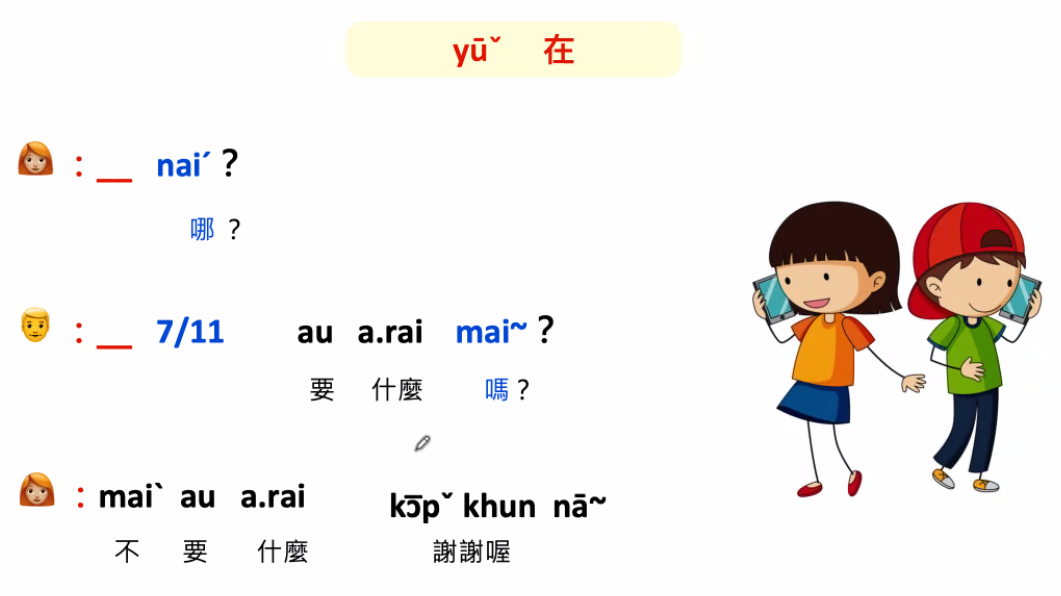 yūˇ 在
: __ naiˊ ?
哪 ?
: __ 7/11 au a.rai mai~ ?
要 什麼 嗎 ?
: maiˋ au a.rai kɔ̄pˇ khun nā~
不 要 什麼 謝謝喔